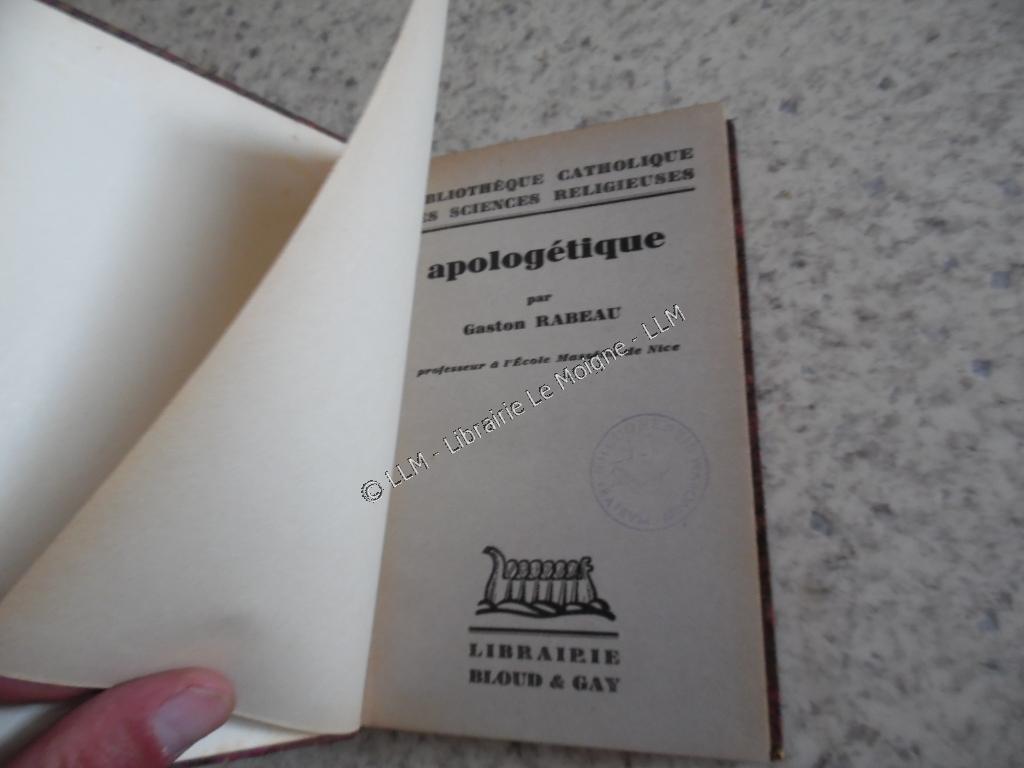 BLIOTHÈQUE CATHOLIQUE
ES SCIENCES RELIGIEUSES
apologétique
par
Gaston RABEAU
professeur à l'École de Nice
© LLM - Librairie Le Moigne - LLM
LIBRAIRIE
BLOUD & GAY